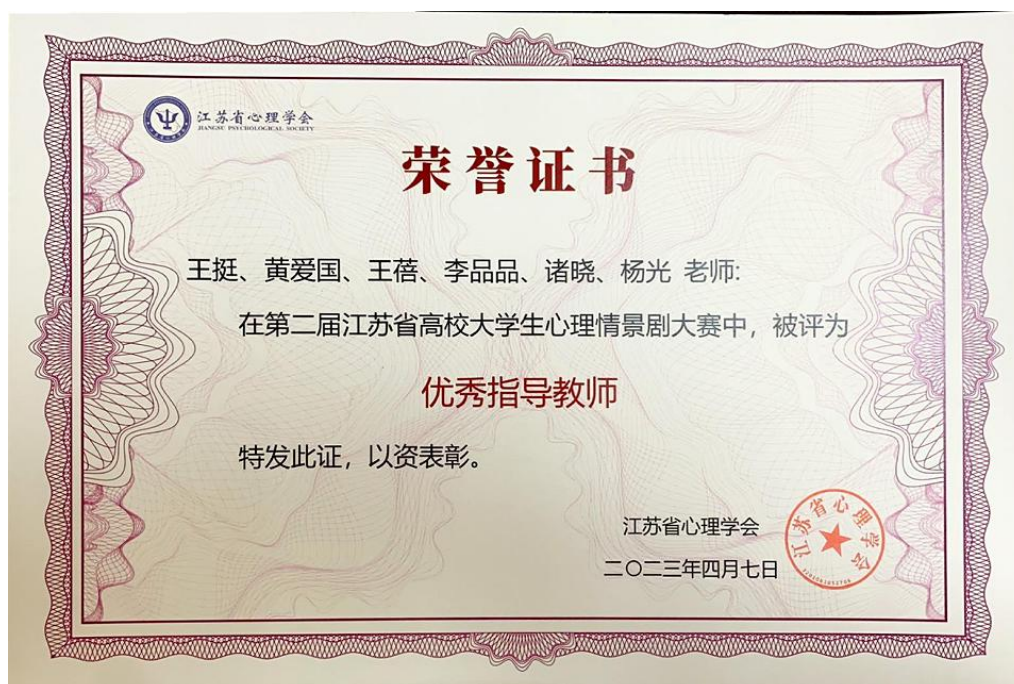 江苏省心理学会
JIANGSU PSYCHOLOGICAL SOCIETY
荣誉证书
王挺、黄爱国、王蓓、李品品、诸晓、杨光 老师:
在第二届江苏省高校大学生心理情景剧大赛中，被评为
优秀指导教师
特发此证，以资表彰。
江苏省心理学会
二〇二三年四月七日
江苏省心理学会